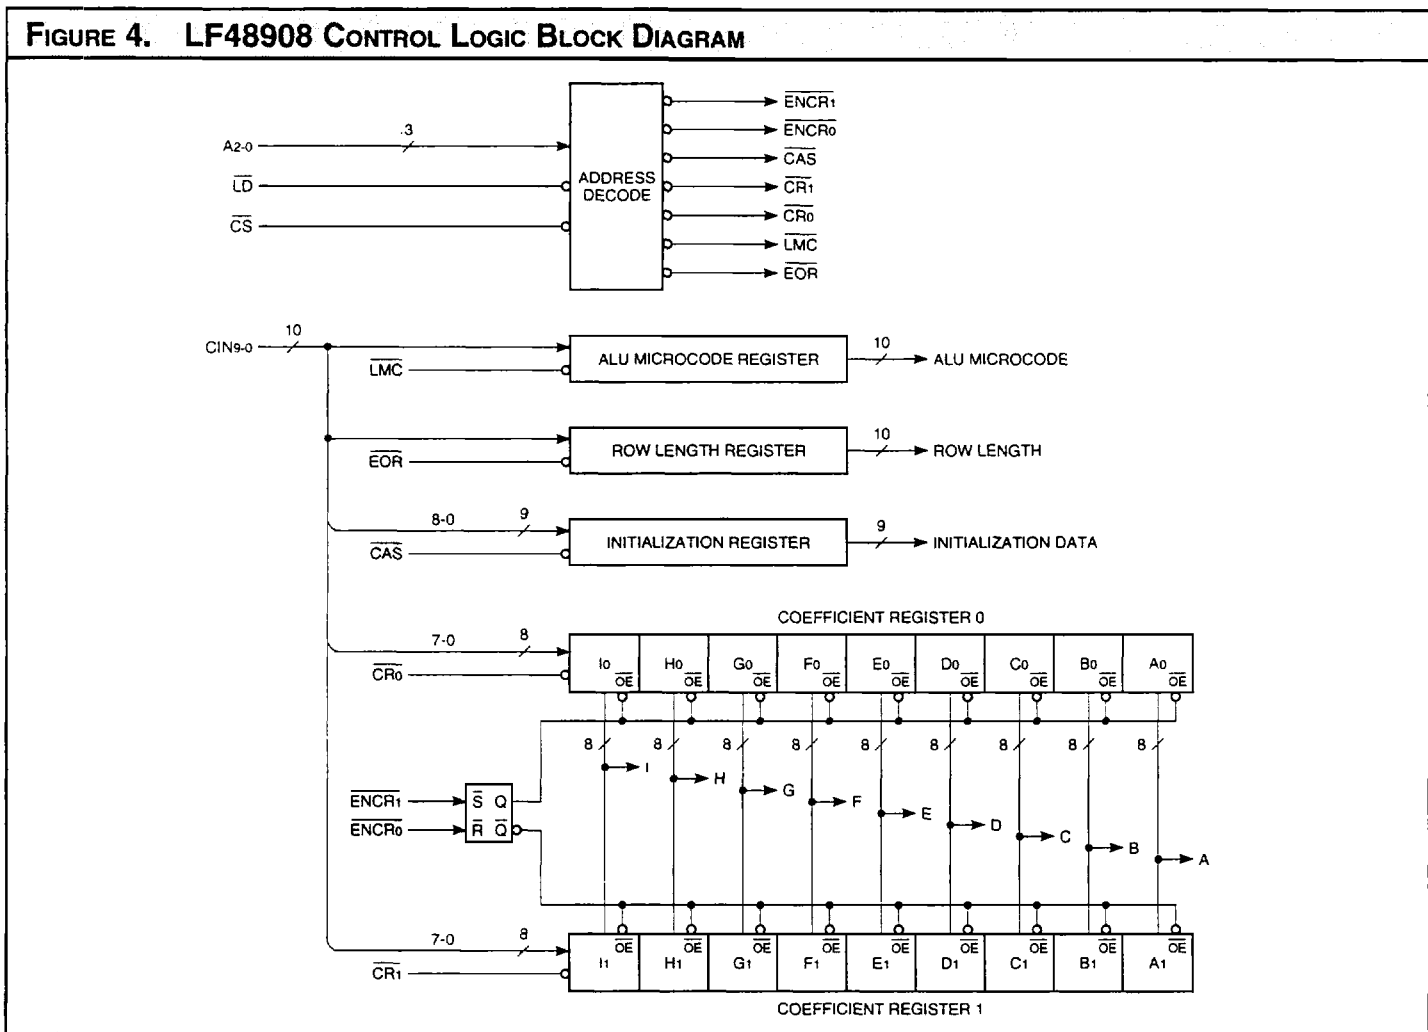 FIGURE 4. LF48908 CONTROL LOGIC BLOCK DIAGRAM
ENCR1
.3
ENCR0
A2-0
CAS
ADDRESS
DECODE
LD
CR1
CR0
CS
LMC
EOR
10
CIN9-0
10
ALU MICROCODE REGISTER
ALU MICROCODE
LMC
10
ROW LENGTH REGISTER
ROW LENGTH
EOR
8-0
9
9
INITIALIZATION REGISTER
INITIALIZATION DATA
CAS
COEFFICIENT REGISTER 0
7-0
8
I0 H0 G0 F0 E0 D0 C0 B0 A0
OE OE OE OE OE OE OE OE OE
CR0
8 8 8 8 8 8 8 8 8
I
H
G
F
E
D
C
B
A
ENCR1
S Q
ENCR0
R Q
7-0
8
OE OE OE OE OE OE OE OE OE
I1 H1 G1 F1 E1 D1 C1 B1 A1
CR1
COEFFICIENT REGISTER 1